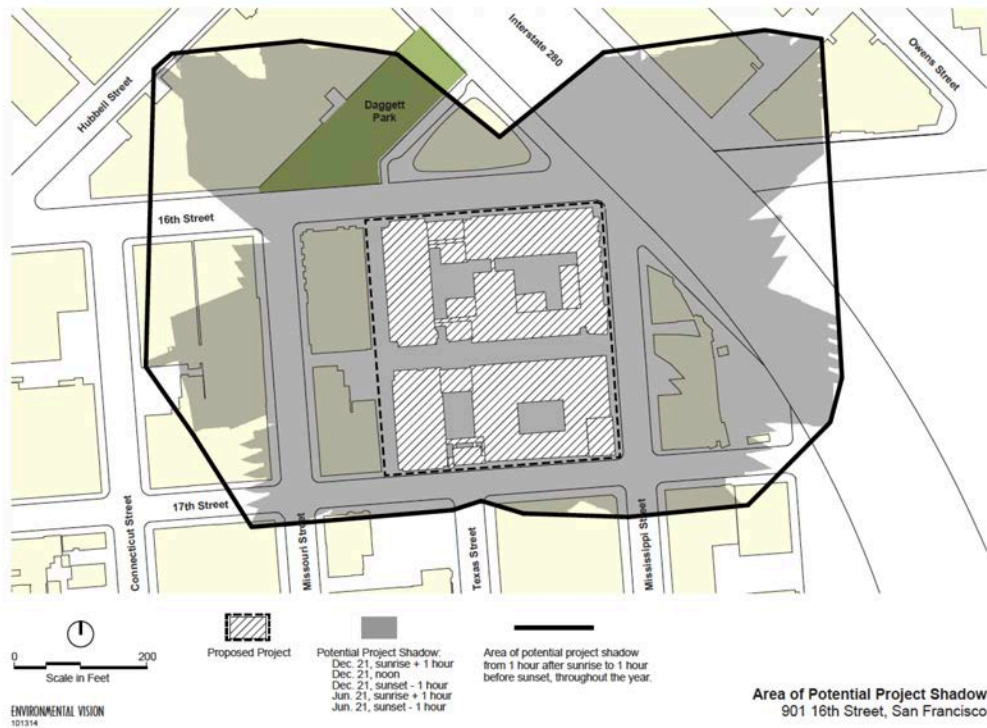 Interstate 280
Owens Street
Hubbell Street
Daggett
Park
16th Street
17th Street
Connecticut Street
Missouri Street
Texas Street
Mississippi Street
0
200
Scale in Feet
Proposed Project
Potential Project Shadow:
Dec. 21, sunrise + 1 hour
Dec. 21, noon
Dec. 21, sunset - 1 hour
Jun. 21, sunrise + 1 hour
Jun. 21, sunset - 1 hour
Area of potential project shadow
from 1 hour after sunrise to 1 hour
before sunset, throughout the year.
ENVIRONMENTAL VISION
101314
Area of Potential Project Shadow
901 16th Street, San Francisco